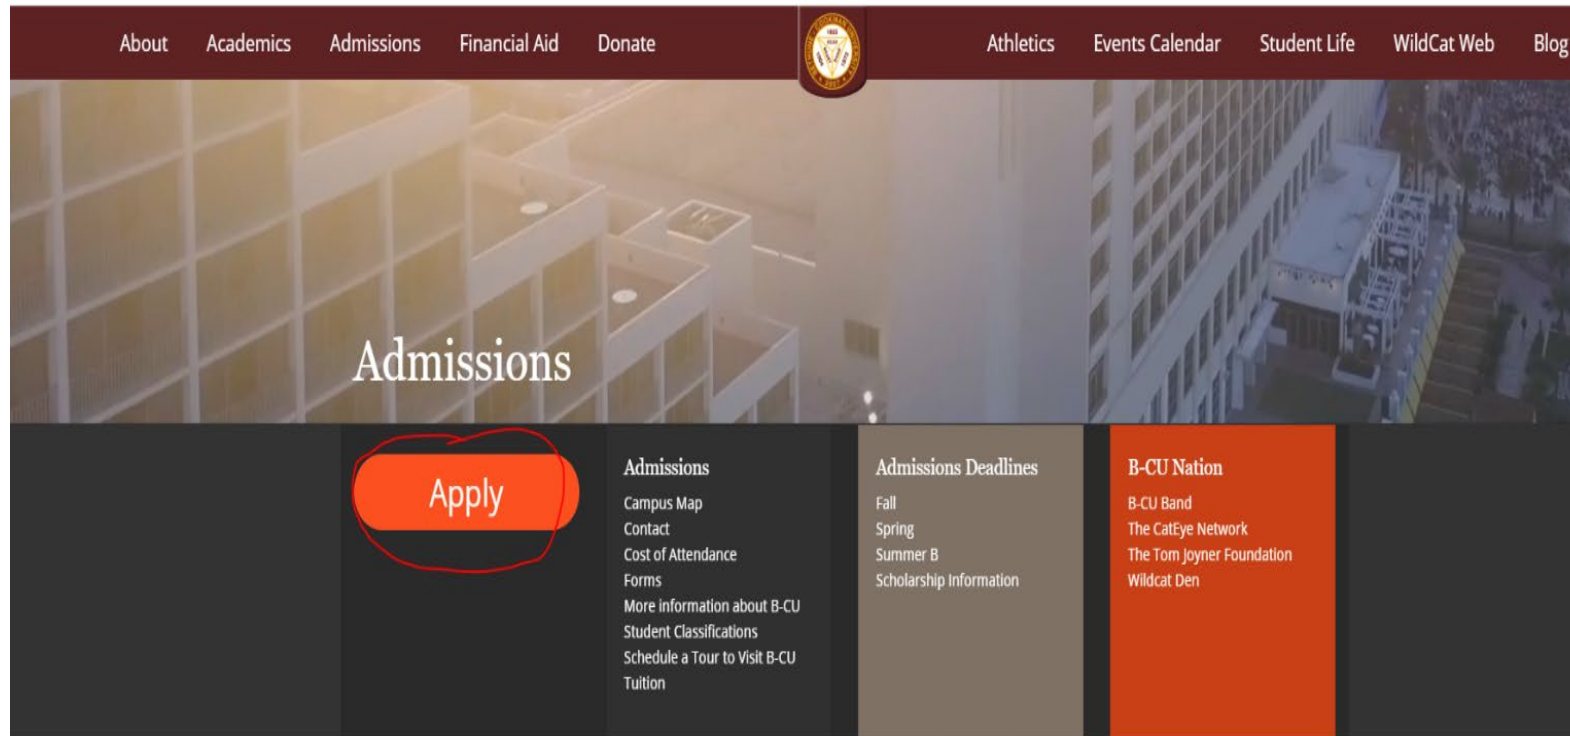 About Academics Admissions Financial Aid Donate Athletics Events Calendar Student Life WildCat Web Blog
Admissions
Apply
Admissions
Campus Map
Contact
Cost of Attendance
Forms
More information about B-CU
Student Classifications
Schedule a Tour to Visit B-CU
Tuition
Admissions Deadlines
Fall
Spring
Summer B
Scholarship Information
B-CU Nation
B-CU Band
The CatEye Network
The Tom Joyner Foundation
Wildcat Den